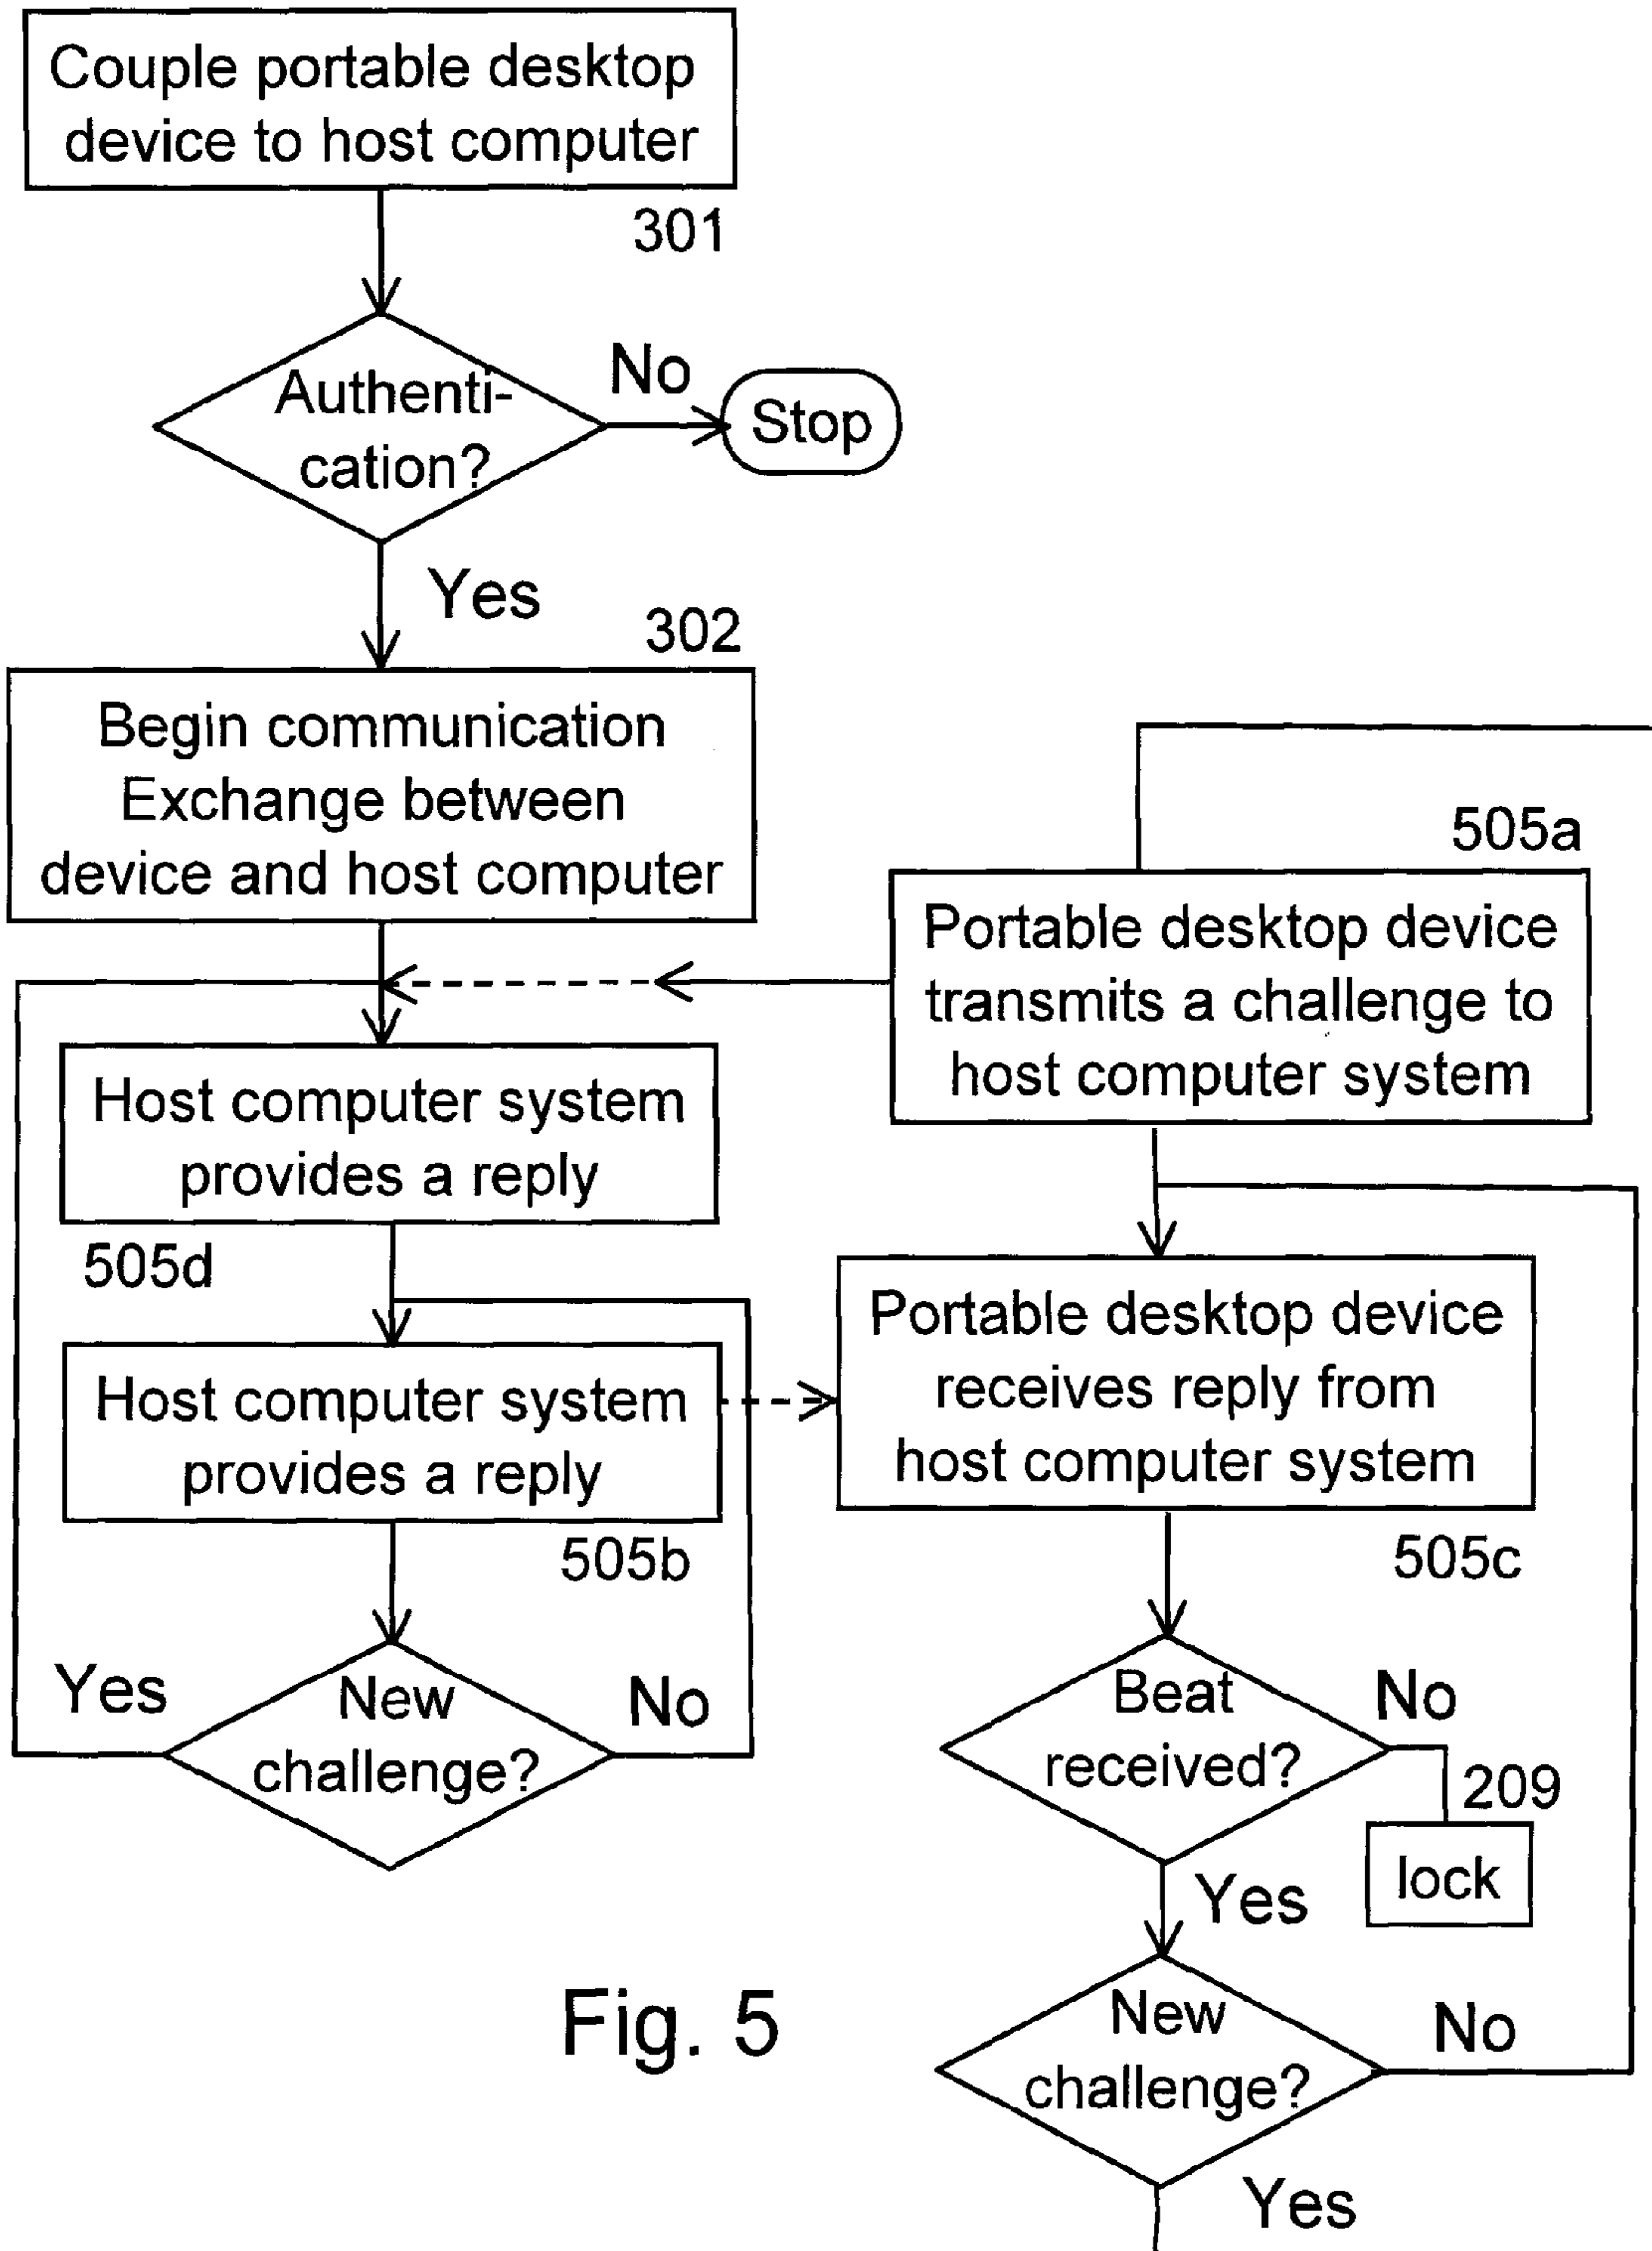 Couple portable desktop
device to host computer
301
Authenti-
cation?
No
Stop
Yes
302
Begin communication
Exchange between
device and host computer
505a
Portable desktop device
transmits a challenge to
host computer system
Host computer system
provides a reply
505d
Portable desktop device
receives reply from
host computer system
505c
Host computer system
provides a reply
505b
Yes
New
challenge?
No
Beat
received?
No
209
lock
Yes
New
challenge?
No
Yes
Fig. 5